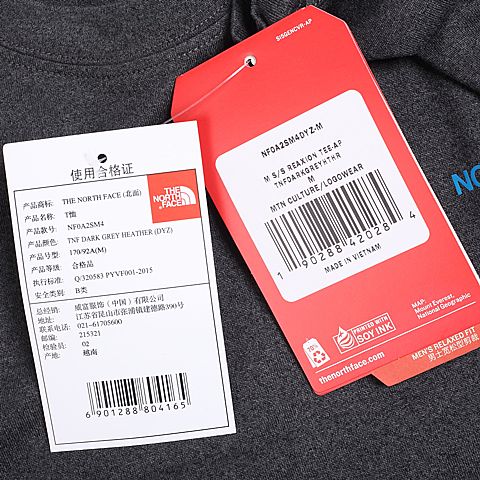 使用合格证
产品商标: THE NORTH FACE (北面)
产品名称: T恤
产品款号: NF0A2SM4
产品颜色: TNF DARK GREY HEATHER (DYZ)
产品规格: 170/92A(M)
产品等级: 合格品
执行标准: Q/320583 PYVF001-2015
安全类别: B类
总经销: 威富服饰（中国）有限公司
地址: 江苏省昆山市张浦镇建德路390号
联系电话: 021-61705600
邮编: 215321
检验员: 02
产地: 越南
6 901288 804165
THE
NORTH
FACE
SISGENCVR-AP
NF0A2SM4DYZ-M
M S/S REAXION TEE-AP
TNFDARKGREYHTHR
M
MTN CULTURE/LOGOWEAR
1 90288 42028 4
MADE IN VIETNAM
PRINTED WITH
SOY INK
thenorthface.com
MAP:
Mount Everest,
National Geographic
MEN'S RELAXED FIT
男士宽松型剪裁
NO